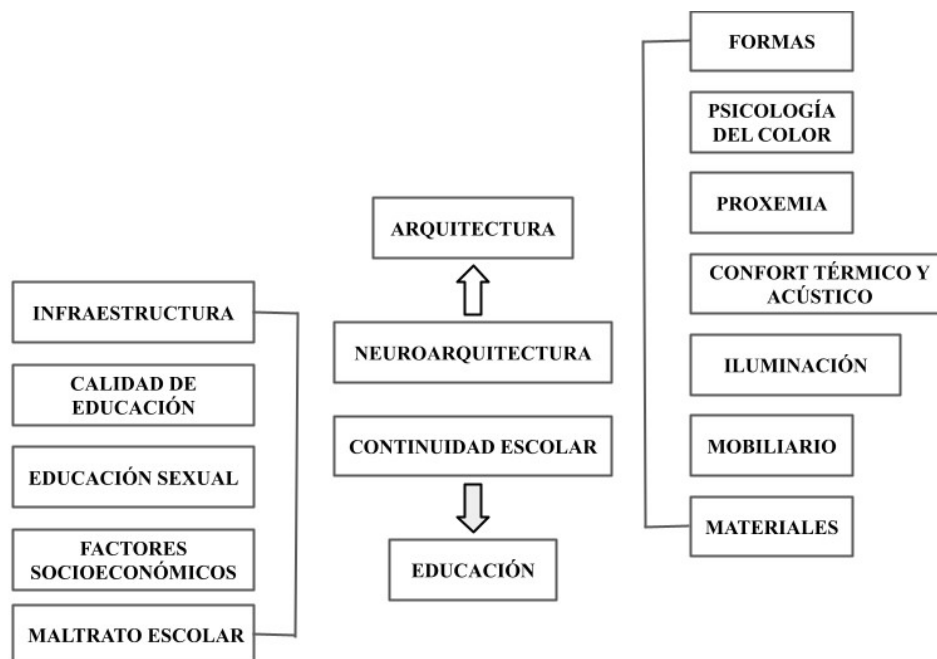 FORMAS
PSICOLOGÍA
DEL COLOR
PROXEMIA
CONFORT TÉRMICO Y
ACÚSTICO
ILUMINACIÓN
MOBILIARIO
MATERIALES
ARQUITECTURA
NEUROARQUITECTURA
CONTINUIDAD ESCOLAR
EDUCACIÓN
INFRAESTRUCTURA
CALIDAD DE
EDUCACIÓN
EDUCACIÓN SEXUAL
FACTORES
SOCIOECONÓMICOS
MALTRATO ESCOLAR